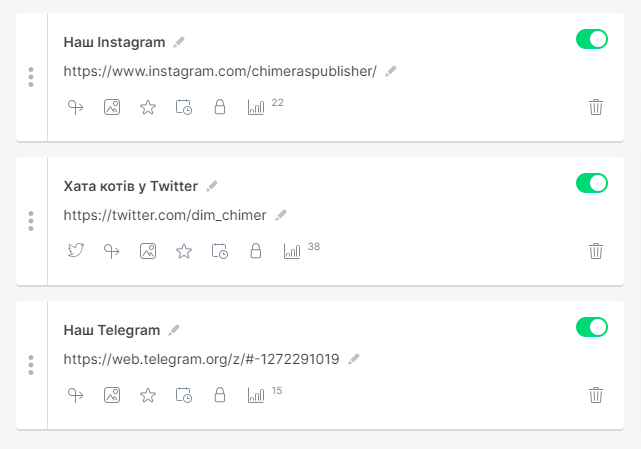 Наш Instagram
https://www.instagram.com/chimeraspublisher/
22
Хата котів у Twitter
https://twitter.com/dim_chimer
38
Наш Telegram
https://web.telegram.org/z/#-1272291019
15